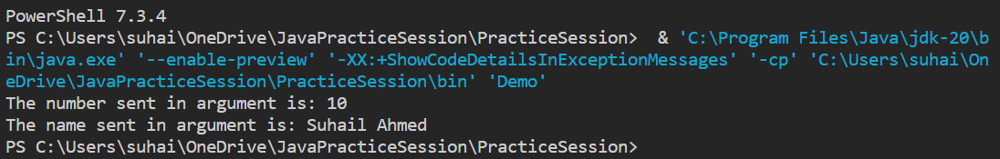 PowerShell 7.3.4
PS C:\Users\suhai\OneDrive\JavaPracticeSession\PracticeSession>  & 'C:\Program Files\Java\jdk-20\b
in\java.exe' '--enable-preview' '-XX:+ShowCodeDetailsInExceptionMessages' '-cp' 'C:\Users\suhai\On
eDrive\JavaPracticeSession\PracticeSession\bin' 'Demo'
The number sent in argument is: 10
The name sent in argument is: Suhail Ahmed
PS C:\Users\suhai\OneDrive\JavaPracticeSession\PracticeSession>